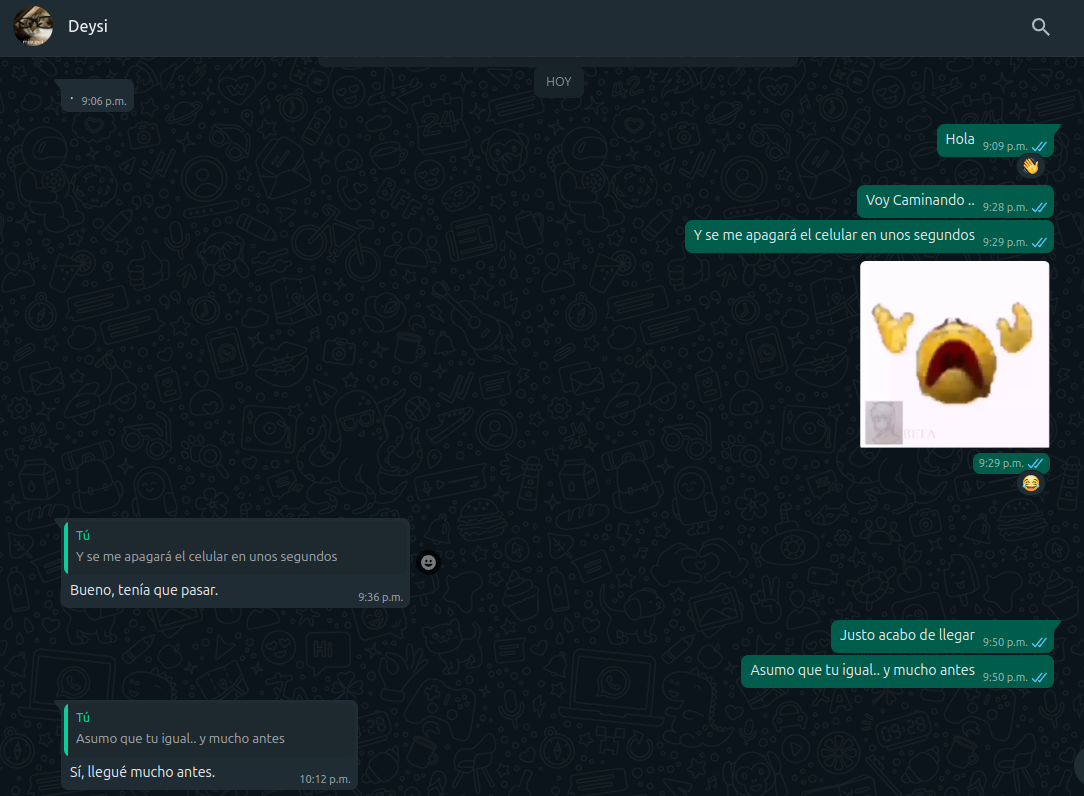 Deysi
HOY
. 9:06 p.m.
Hola 9:09 p.m.
Voy Caminando .. 9:28 p.m.
Y se me apagará el celular en unos segundos 9:29 p.m.
9:29 p.m.
Tú
Y se me apagará el celular en unos segundos
Bueno, tenía que pasar.
9:36 p.m.
Justo acabo de llegar 9:50 p.m.
Asumo que tu igual.. y mucho antes 9:50 p.m.
Tú
Asumo que tu igual.. y mucho antes
Sí, llegué mucho antes.
10:12 p.m.